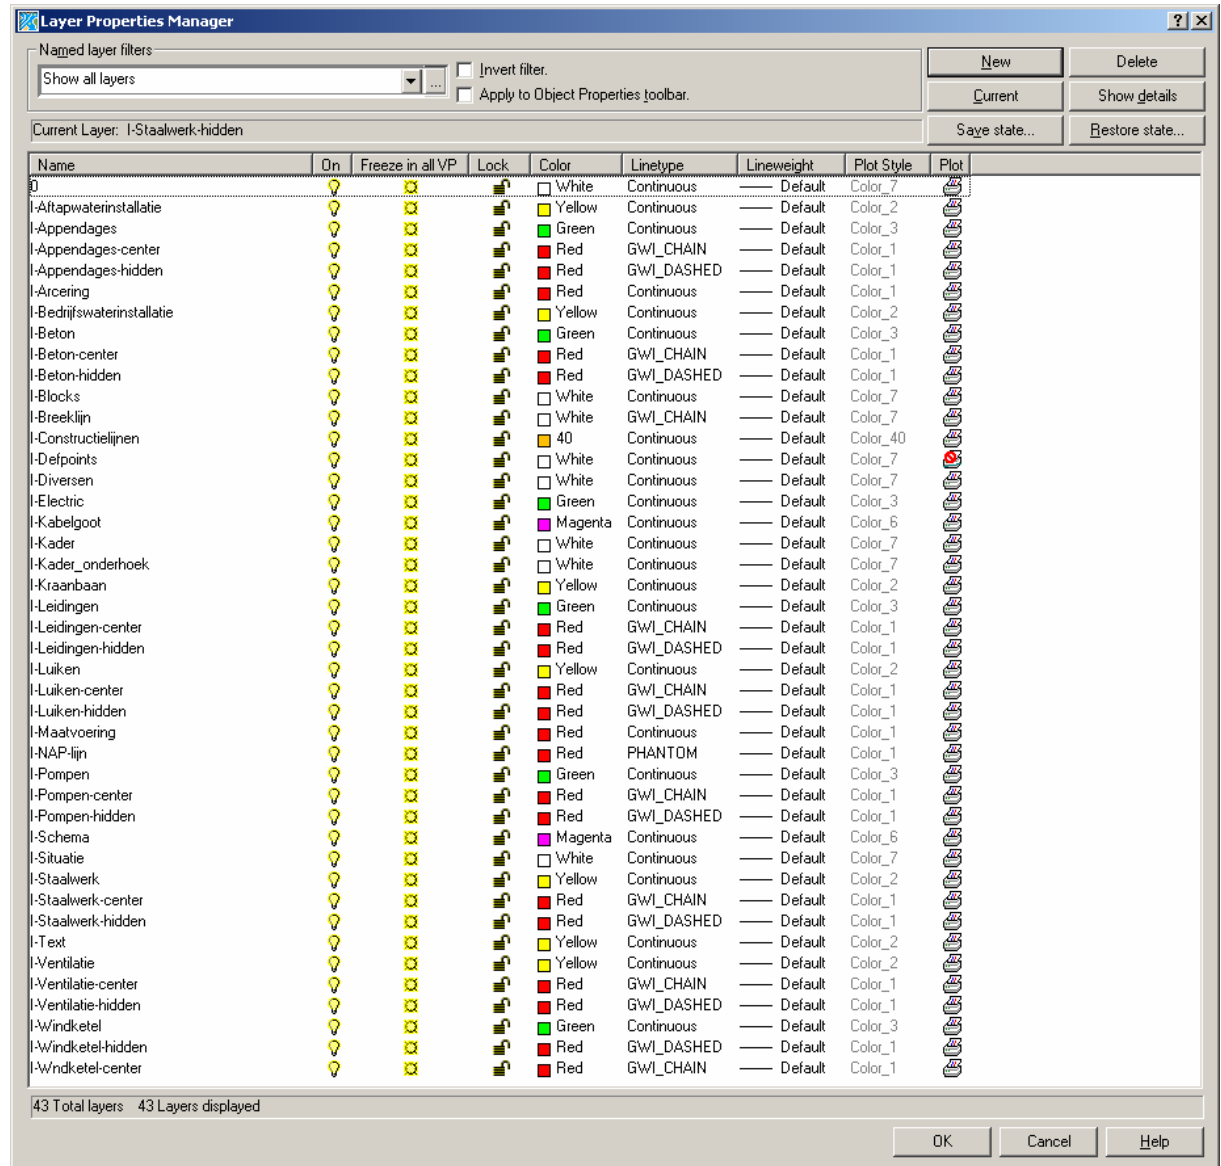 Layer Properties Manager
Named layer filters
Show all layers
...
Invert filter.
Apply to Object Properties toolbar.
New
Delete
Current
Show details
Current Layer: I-Staalwerk-hidden
Save state...
Restore state...
Name On Freeze in all VP Lock Color Linetype Lineweight Plot Style Plot
0 White Continuous Default Color_7
I-Aftapwaterinstallatie Yellow Continuous Default Color_2
I-Appendages Green Continuous Default Color_3
I-Appendages-center Red GWI_CHAIN Default Color_1
I-Appendages-hidden Red GWI_DASHED Default Color_1
I-Arcering Red Continuous Default Color_1
I-Bedrijfswaterinstallatie Yellow Continuous Default Color_2
I-Beton Green Continuous Default Color_3
I-Beton-center Red GWI_CHAIN Default Color_1
I-Beton-hidden Red GWI_DASHED Default Color_1
I-Blocks White Continuous Default Color_7
I-Breeklijn White GWI_CHAIN Default Color_7
I-Constructielijnen 40 Continuous Default Color_40
I-Defpoints White Continuous Default Color_7
I-Diversen White Continuous Default Color_7
I-Electric Green Continuous Default Color_3
I-Kabelgoot Magenta Continuous Default Color_6
I-Kader White Continuous Default Color_7
I-Kader_onderhoek White Continuous Default Color_7
I-Kraanbaan Yellow Continuous Default Color_2
I-Leidingen Green Continuous Default Color_3
I-Leidingen-center Red GWI_CHAIN Default Color_1
I-Leidingen-hidden Red GWI_DASHED Default Color_1
I-Luiken Yellow Continuous Default Color_2
I-Luiken-center Red GWI_CHAIN Default Color_1
I-Luiken-hidden Red GWI_DASHED Default Color_1
I-Maatvoering Red Continuous Default Color_1
I-NAP-lijn Red PHANTOM Default Color_1
I-Pompen Green Continuous Default Color_3
I-Pompen-center Red GWI_CHAIN Default Color_1
I-Pompen-hidden Red GWI_DASHED Default Color_1
I-Schema Magenta Continuous Default Color_6
I-Situatie White Continuous Default Color_7
I-Staalwerk Yellow Continuous Default Color_2
I-Staalwerk-center Red GWI_CHAIN Default Color_1
I-Staalwerk-hidden Red GWI_DASHED Default Color_1
I-Text Yellow Continuous Default Color_2
I-Ventilatie Yellow Continuous Default Color_2
I-Ventilatie-center Red GWI_CHAIN Default Color_1
I-Ventilatie-hidden Red GWI_DASHED Default Color_1
I-Windketel Green Continuous Default Color_3
I-Windketel-hidden Red GWI_DASHED Default Color_1
I-Wndketel-center Red GWI_CHAIN Default Color_1
43 Total layers 43 Layers displayed
OK
Cancel
Help